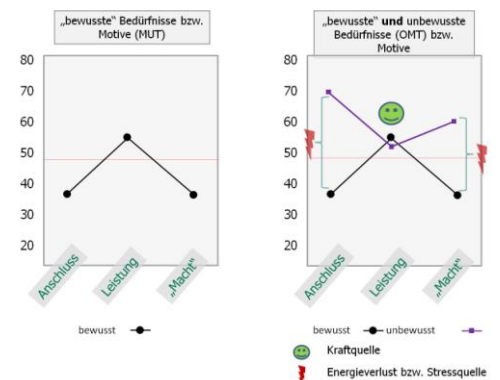 „bewusste“ Bedürfnisse bzw.
Motive (MUT)
80
70
60
50
40
30
20
Anschluss
Leistung
„Macht“
bewusst
„bewusste“ und unbewusste
Bedürfnisse (OMT) bzw.
Motive
80
70
60
50
40
30
20
Anschluss
Leistung
„Macht“
bewusst unbewusst
Kraftquelle
Energieverlust bzw. Stressquelle